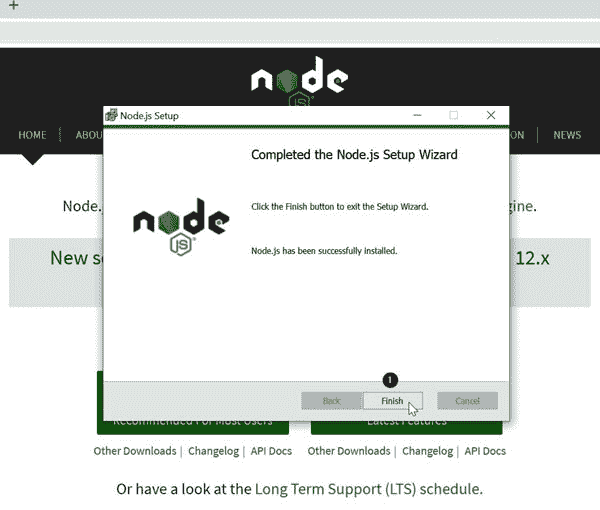 +
node
JS
Node.js Setup
HOME
ABOU
ON
NEWS
Completed the Node.js Setup Wizard
Node.
Click the Finish button to exit the Setup Wizard.
gine.
node
JS
New se
Node.js has been successfully installed.
12.x
1
Back
Finish
Cancel
Recommended For Most Users
Latest Features
Other Downloads | Changelog | API Docs
Other Downloads | Changelog | API Docs
Or have a look at the Long Term Support (LTS) schedule.